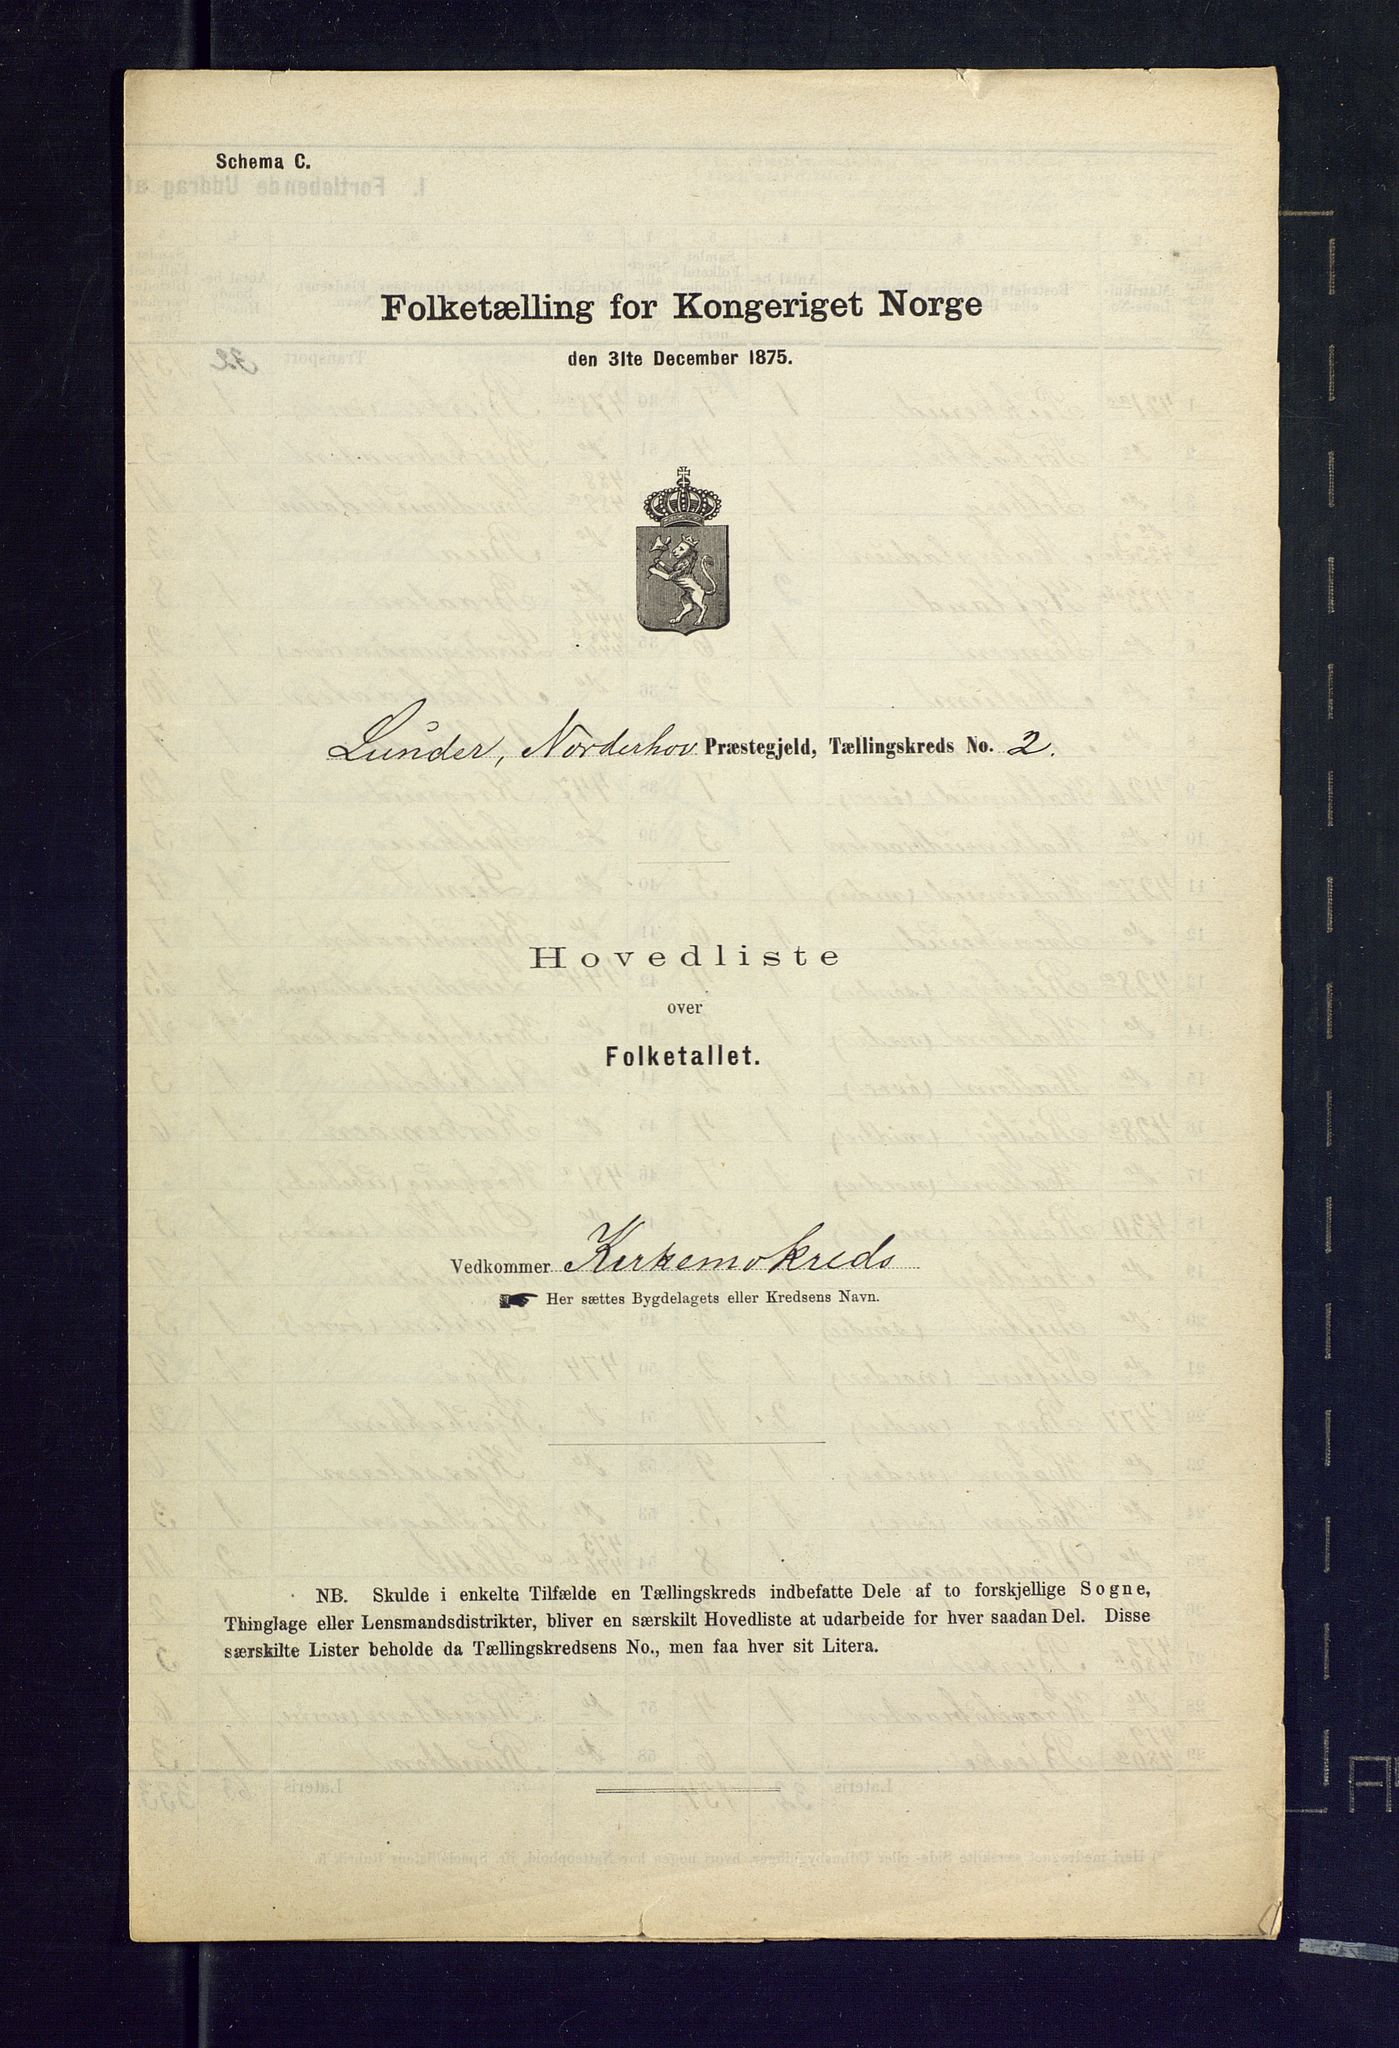 Schema C.
Folketælling for Kongeriget Norge
den 31te December 1875.
Lunder, Norderhov Præstegjeld, Tællingskreds No. 2.
Hovedliste
over
Folketallet.
Vedkommer Kirkemokreds
Her sættes Bygdelagets eller Kredsens Navn.
NB. Skulde i enkelte Tilfælde en Tællingskreds indbefatte Dele af to forskjellige Sogne,
Thinglage eller Lensmandsdistrikter, bliver en særskilt Hovedliste at udarbeide for hver saadan Del. Disse
særskilte Lister beholde da Tællingskredsens No., men faa hver sit Litera.